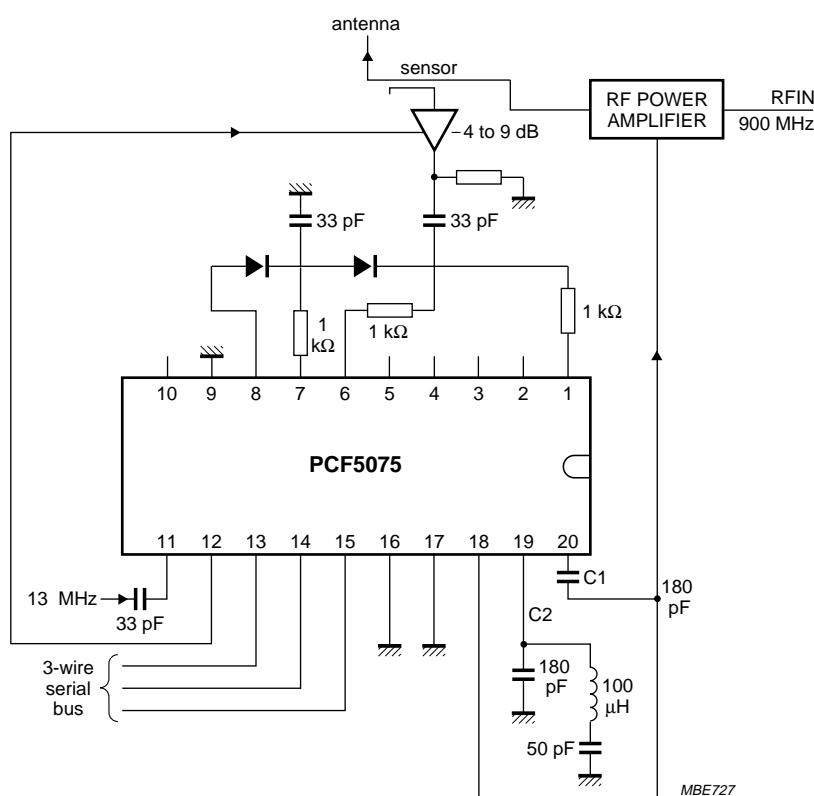 antenna
sensor
RF POWER
AMPLIFIER
RFIN
900 MHz
–4 to 9 dB
33 pF
33 pF
1
kΩ
1 kΩ
1 kΩ
10 9 8 7 6 5 4 3 2 1
PCF5075
11 12 13 14 15 16 17 18 19 20
13 MHz
33 pF
C1
180
pF
C2
3-wire
serial
bus
180
pF
100
µH
50 pF
MBE727